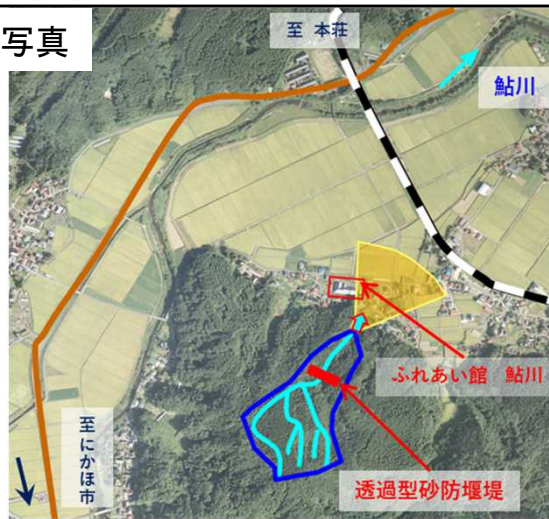 写真
至 本荘
鮎川
ふれあい館 鮎川
至にかほ市
透過型砂防堰堤